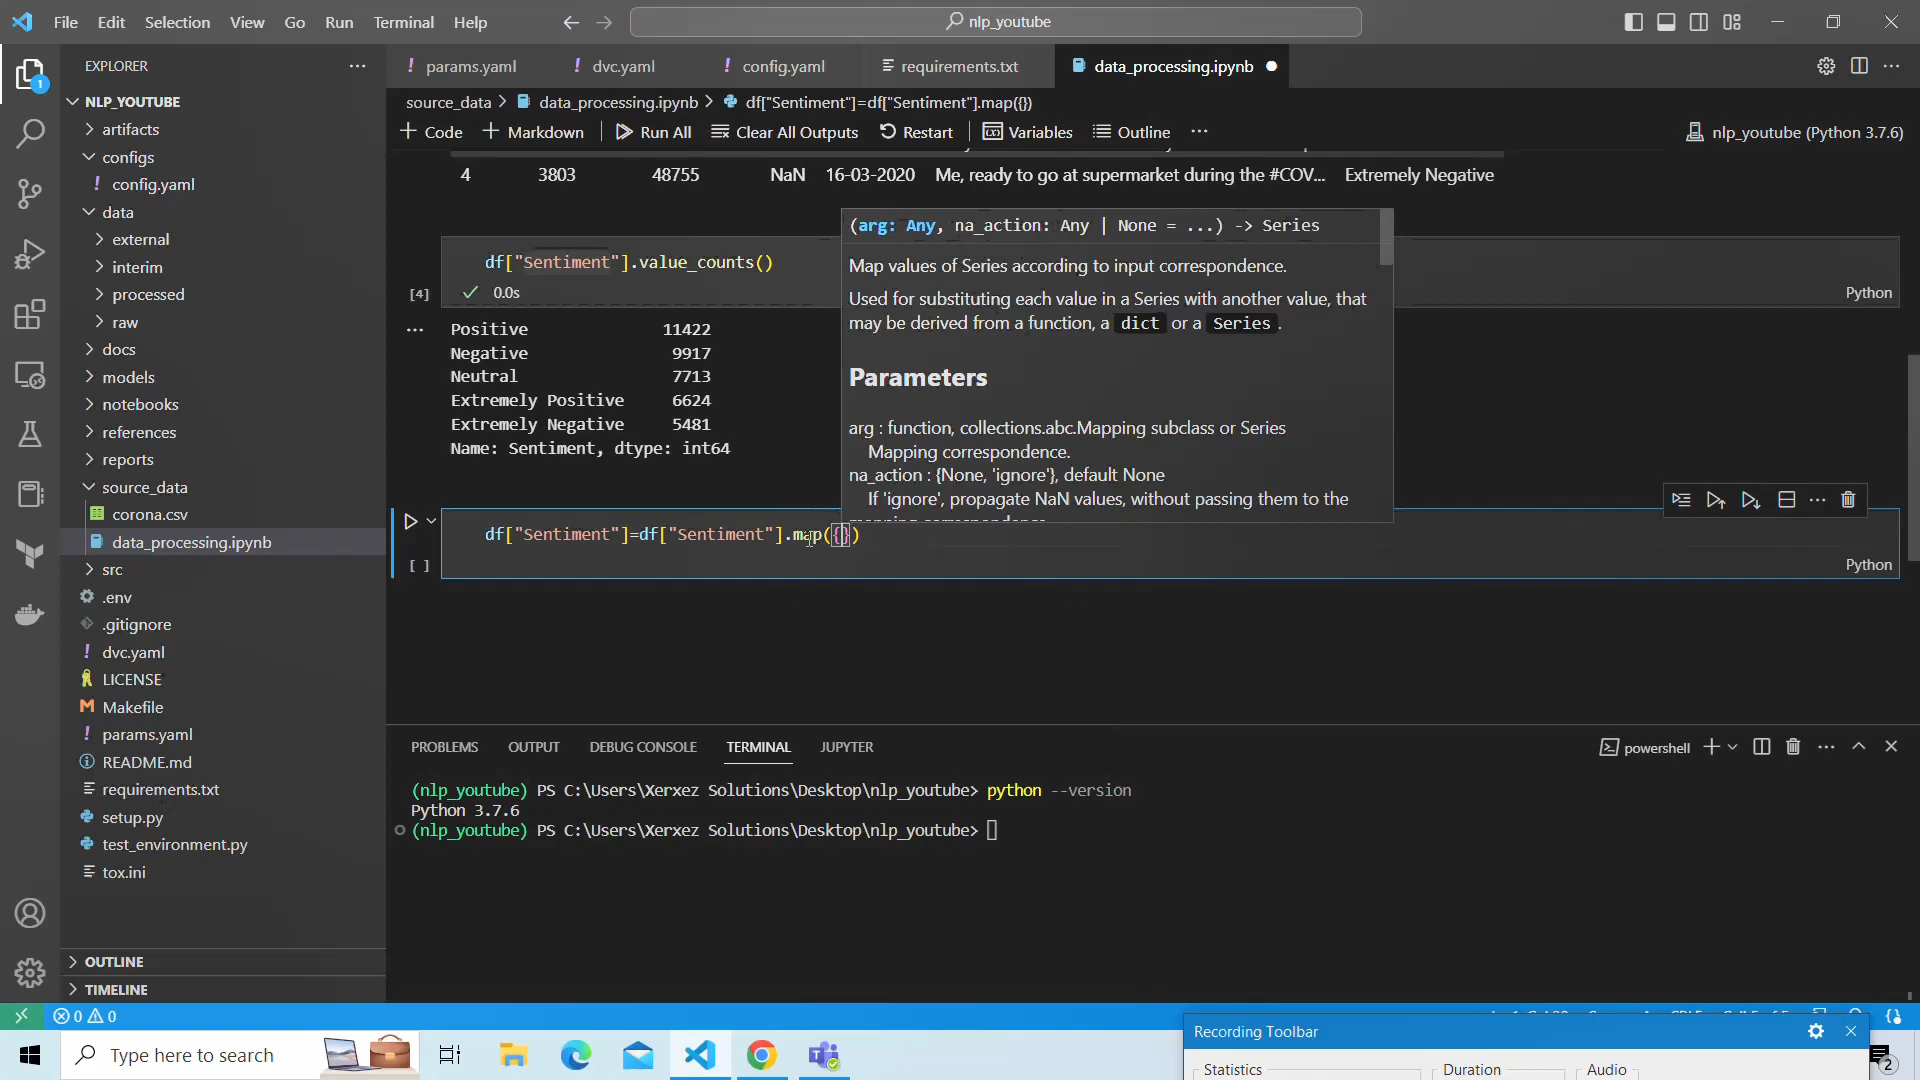 File Edit Selection View Go Run Terminal Help
nlp_youtube
EXPLORER
params.yaml dvc.yaml config.yaml requirements.txt data_processing.ipynb
NLP_YOUTUBE
source_data > data_processing.ipynb > df["Sentiment"]=df["Sentiment"].map({})
Code Markdown Run All Clear All Outputs Restart Variables Outline ... nlp_youtube (Python 3.7.6)
artifacts
configs
config.yaml
data
external
interim
processed
raw
docs
models
notebooks
references
reports
source_data
corona.csv
data_processing.ipynb
src
.env
.gitignore
dvc.yaml
LICENSE
Makefile
params.yaml
README.md
requirements.txt
setup.py
test_environment.py
tox.ini
OUTLINE
TIMELINE
4 3803 48755 NaN 16-03-2020 Me, ready to go at supermarket during the #COV... Extremely Negative
df["Sentiment"].value_counts()
[4] 0.0s Python
Positive 11422
Negative 9917
Neutral 7713
Extremely Positive 6624
Extremely Negative 5481
Name: Sentiment, dtype: int64
(arg: Any, na_action: Any | None = ...) -> Series
Map values of Series according to input correspondence.
Used for substituting each value in a Series with another value, that
may be derived from a function, a dict or a Series.
Parameters
arg : function, collections.abc.Mapping subclass or Series
Mapping correspondence.
na_action : {None, 'ignore'}, default None
If 'ignore', propagate NaN values, without passing them to the
mapping correspondence
df["Sentiment"]=df["Sentiment"].map({})
[ ] Python
PROBLEMS OUTPUT DEBUG CONSOLE TERMINAL JUPYTER powershell
(nlp_youtube) PS C:\Users\Xerxez Solutions\Desktop\nlp_youtube> python --version
Python 3.7.6
(nlp_youtube) PS C:\Users\Xerxez Solutions\Desktop\nlp_youtube>
0 0
Recording Toolbar
Statistics Duration Audio
Type here to search
1
2